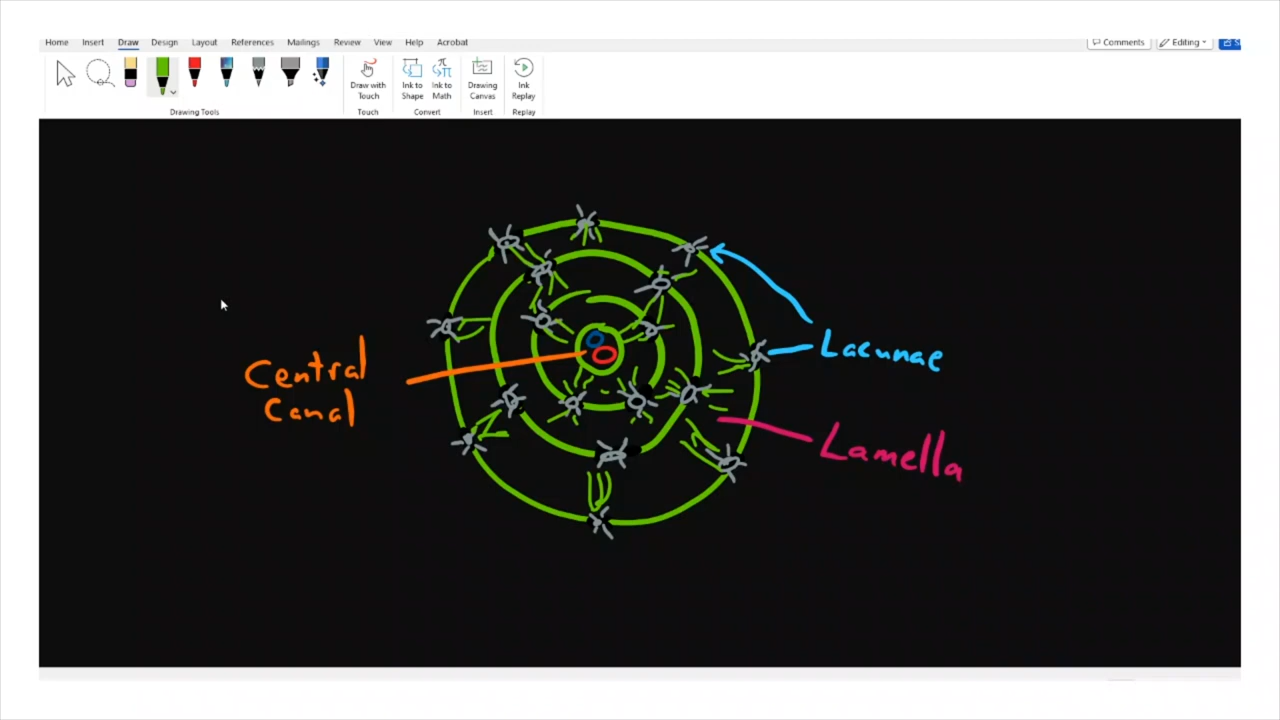 Home Insert Draw Design Layout References Mailings Review View Help Acrobat
Comments Editing
Draw with Touch
Ink to Shape
Ink to Math
Drawing Canvas
Ink Replay
Drawing Tools Touch Convert Insert Replay
Central
Canal
Lacunae
Lamella